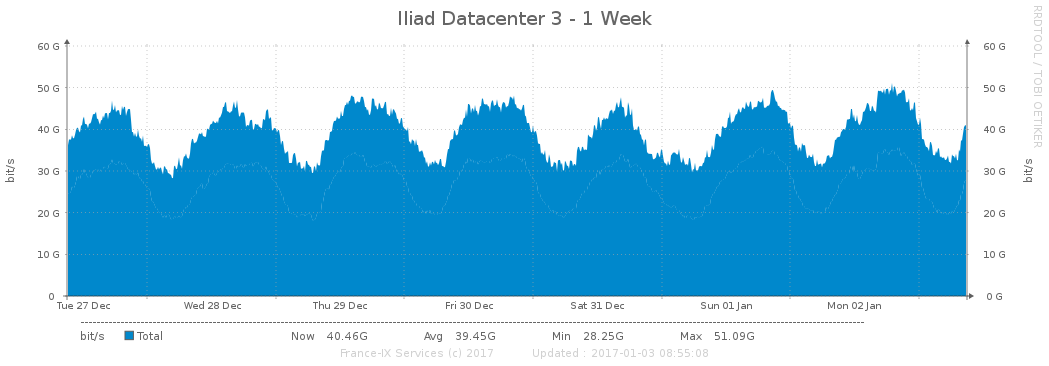 Iliad Datacenter 3 - 1 Week
RRDTOOL / TOBI OETIKER
60 G 60 G
50 G 50 G
40 G 40 G
30 G 30 G
20 G 20 G
10 G 10 G
0 0 G
bit/s
bit/s
Tue 27 Dec Wed 28 Dec Thu 29 Dec Fri 30 Dec Sat 31 Dec Sun 01 Jan Mon 02 Jan
bit/s Total Now 40.46G Avg 39.45G Min 28.25G Max 51.09G
France-IX Services (c) 2017 Updated : 2017-01-03 08:55:08